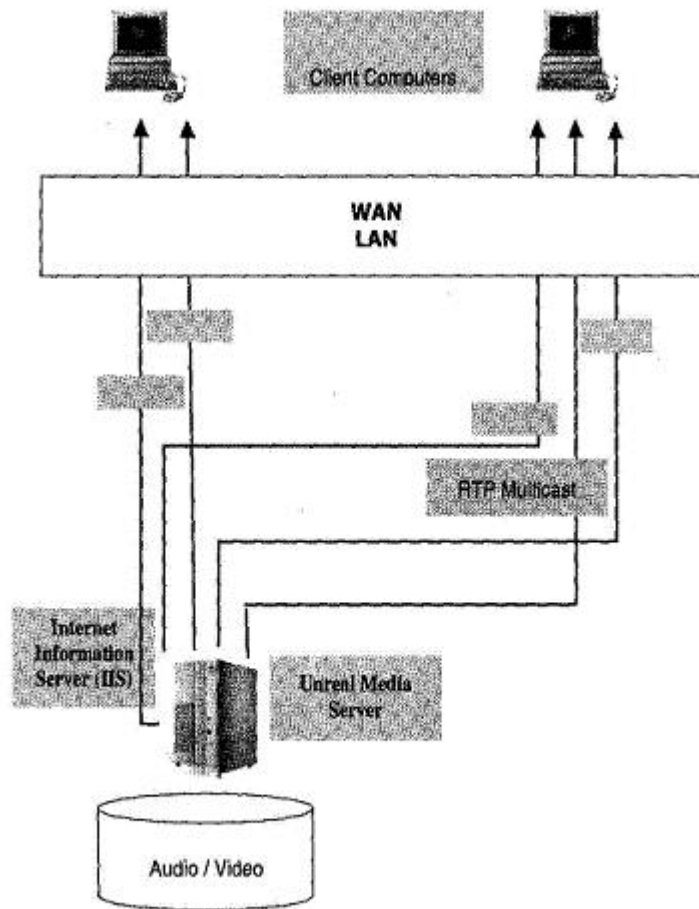 Client Computers
WAN
LAN
RTP Multicast
Internet
Information
Server (IIS)
Unreal Media
Server
Audio / Video